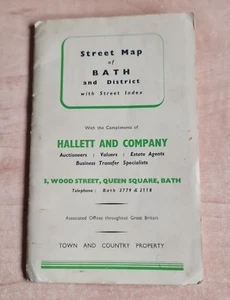 Street Map
of
BATH
and District
with Street Index
With the Compliments of
HALLETT AND COMPANY
Auctioneers : Valuers : Estate Agents
Business Transfer Specialists
5, WOOD STREET, QUEEN SQUARE, BATH
Telephone : Bath 3779 & 2118
Associated Offices throughout Great Britain
TOWN AND COUNTRY PROPERTY